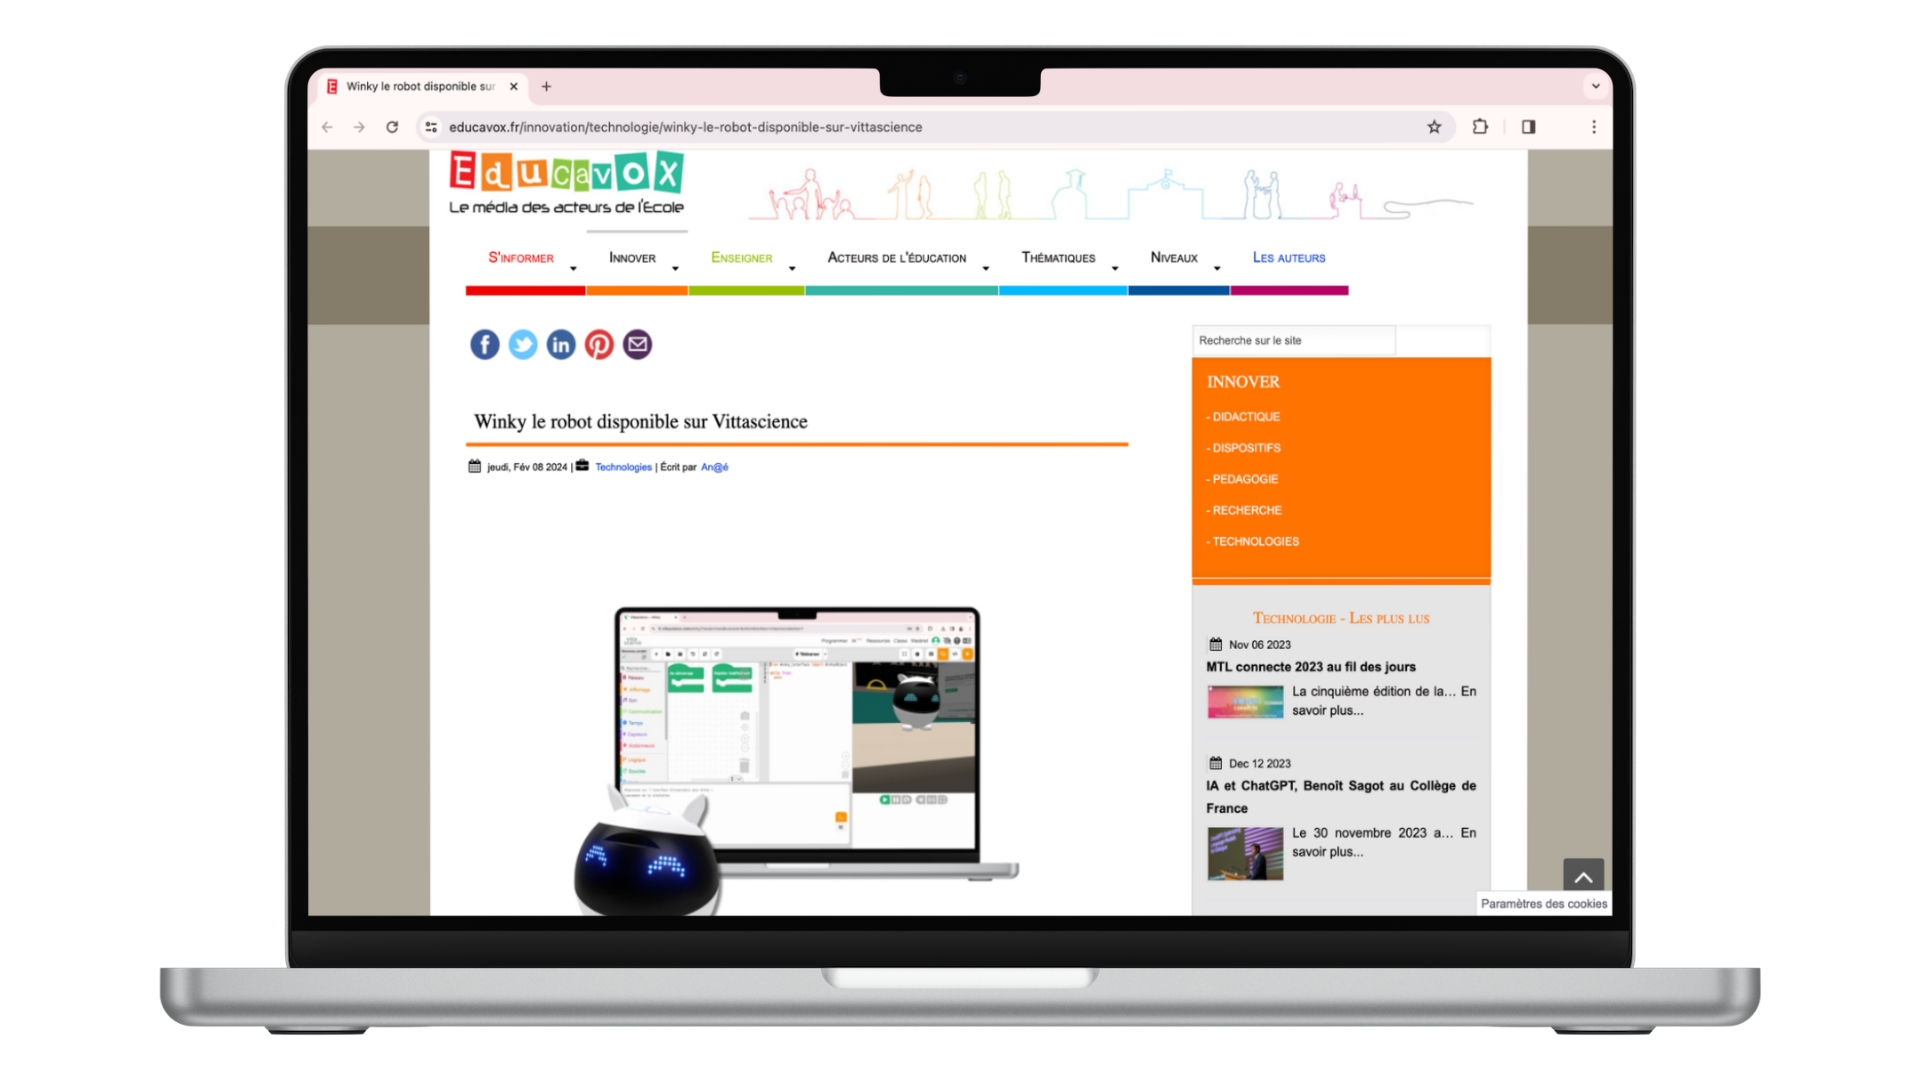 Winky le robot disponible sur
educavox.fr/innovation/technologie/winky-le-robot-disponible-sur-vittascience
Educavox
Le média des acteurs de l'Ecole
S'INFORMER
INNOVER
ENSEIGNER
ACTEURS DE L'ÉDUCATION
THÉMATIQUES
NIVEAUX
LES AUTEURS
Recherche sur le site
INNOVER
- DIDACTIQUE
- DISPOSITIFS
- PEDAGOGIE
- RECHERCHE
- TECHNOLOGIES
Winky le robot disponible sur Vittascience
jeudi, Fév 08 2024 | Technologies | Écrit par An@é
TECHNOLOGIE - LES PLUS LUS
Nov 06 2023
MTL connecte 2023 au fil des jours
La cinquième édition de la... En
savoir plus...
Dec 12 2023
IA et ChatGPT, Benoît Sagot au Collège de
France
Le 30 novembre 2023 a... En
savoir plus...
Paramètres des cookies